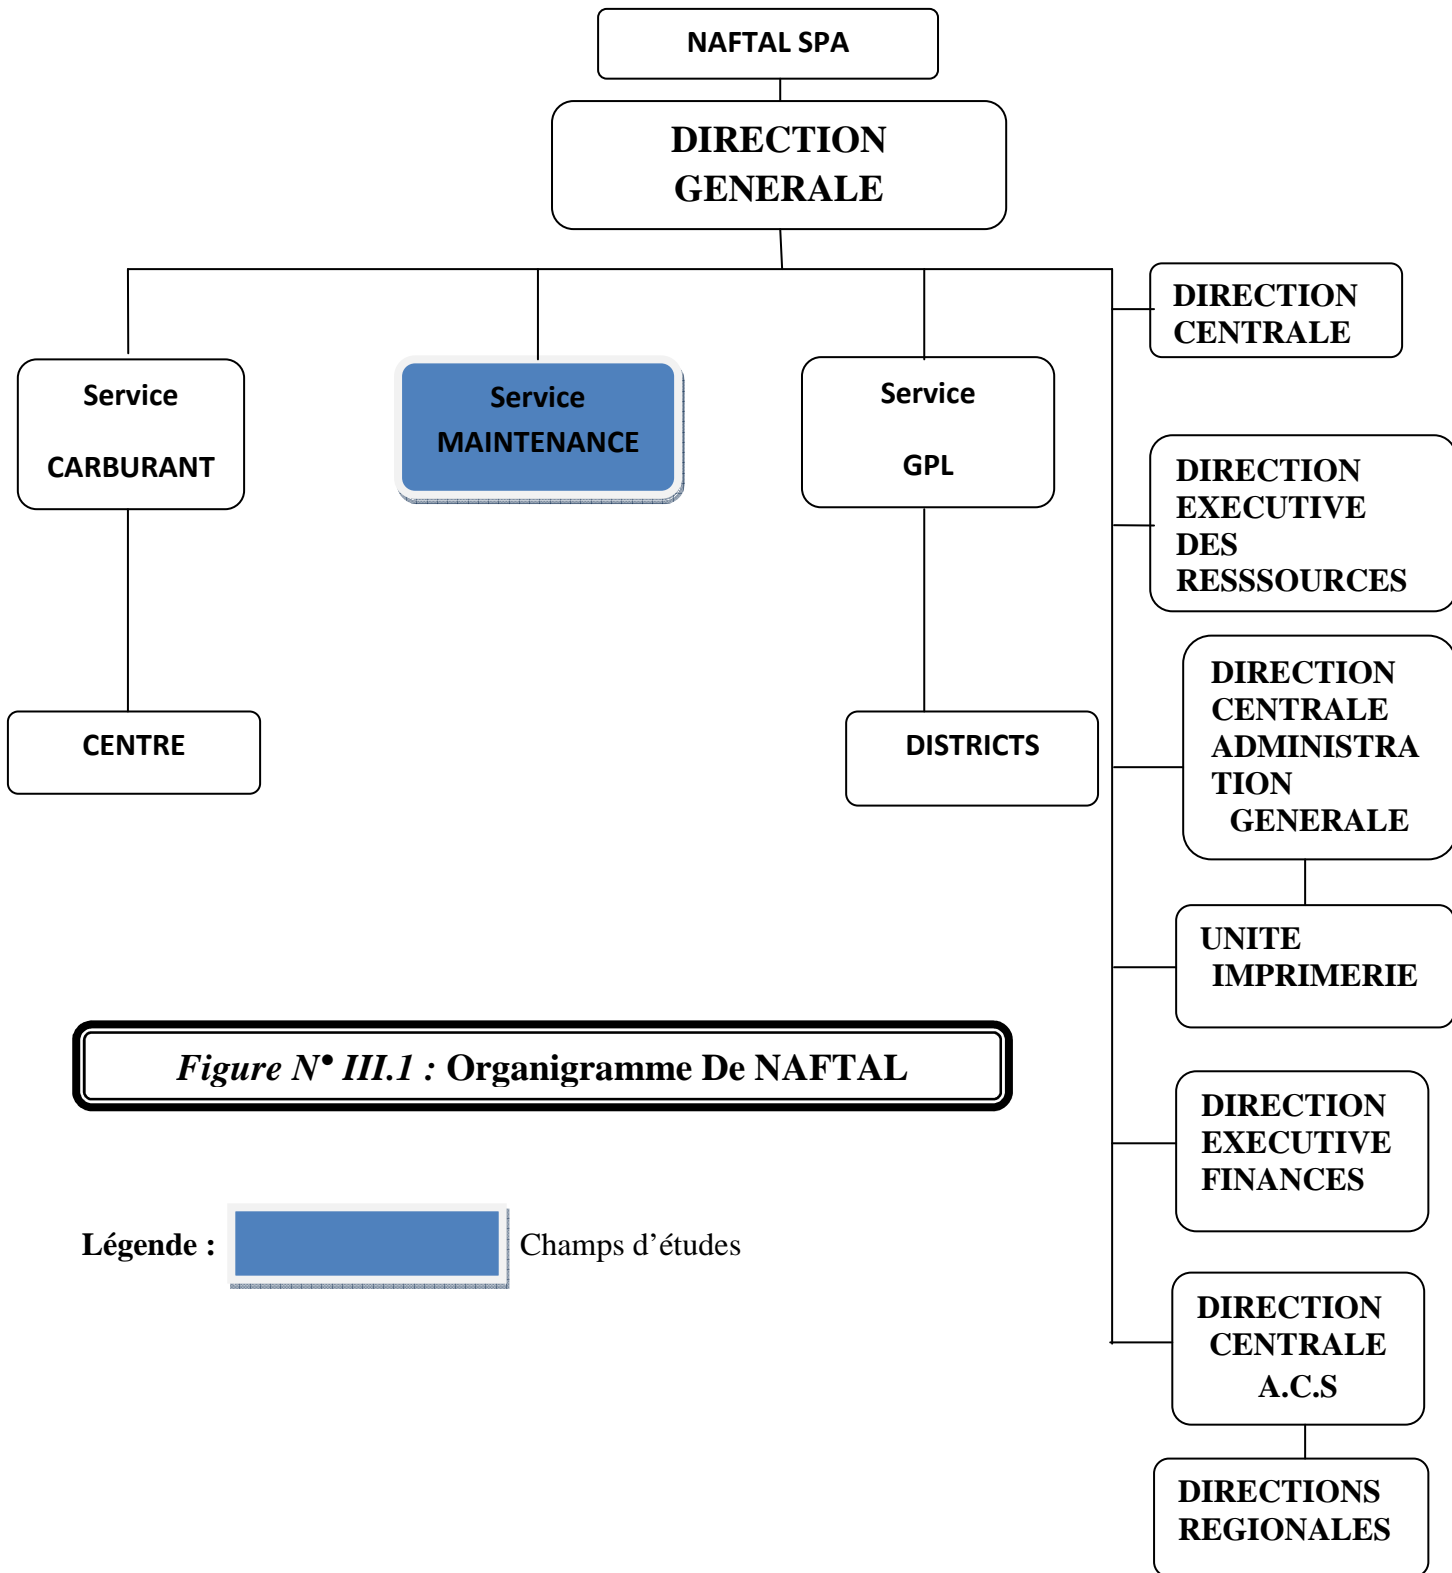 NAFTAL SPA
DIRECTION
GENERALE
DIRECTION
CENTRALE
Service
CARBURANT
Service
MAINTENANCE
Service
GPL
DIRECTION
EXECUTIVE
DES
RESSSOURCES
DIRECTION
CENTRALE
ADMINISTRA
TION
GENERALE
CENTRE
DISTRICTS
UNITE
IMPRIMERIE
Figure N• III.1 : Organigramme De NAFTAL
DIRECTION
EXECUTIVE
FINANCES
Légende :
Champs d’études
DIRECTION
CENTRALE
A.C.S
DIRECTIONS
REGIONALES